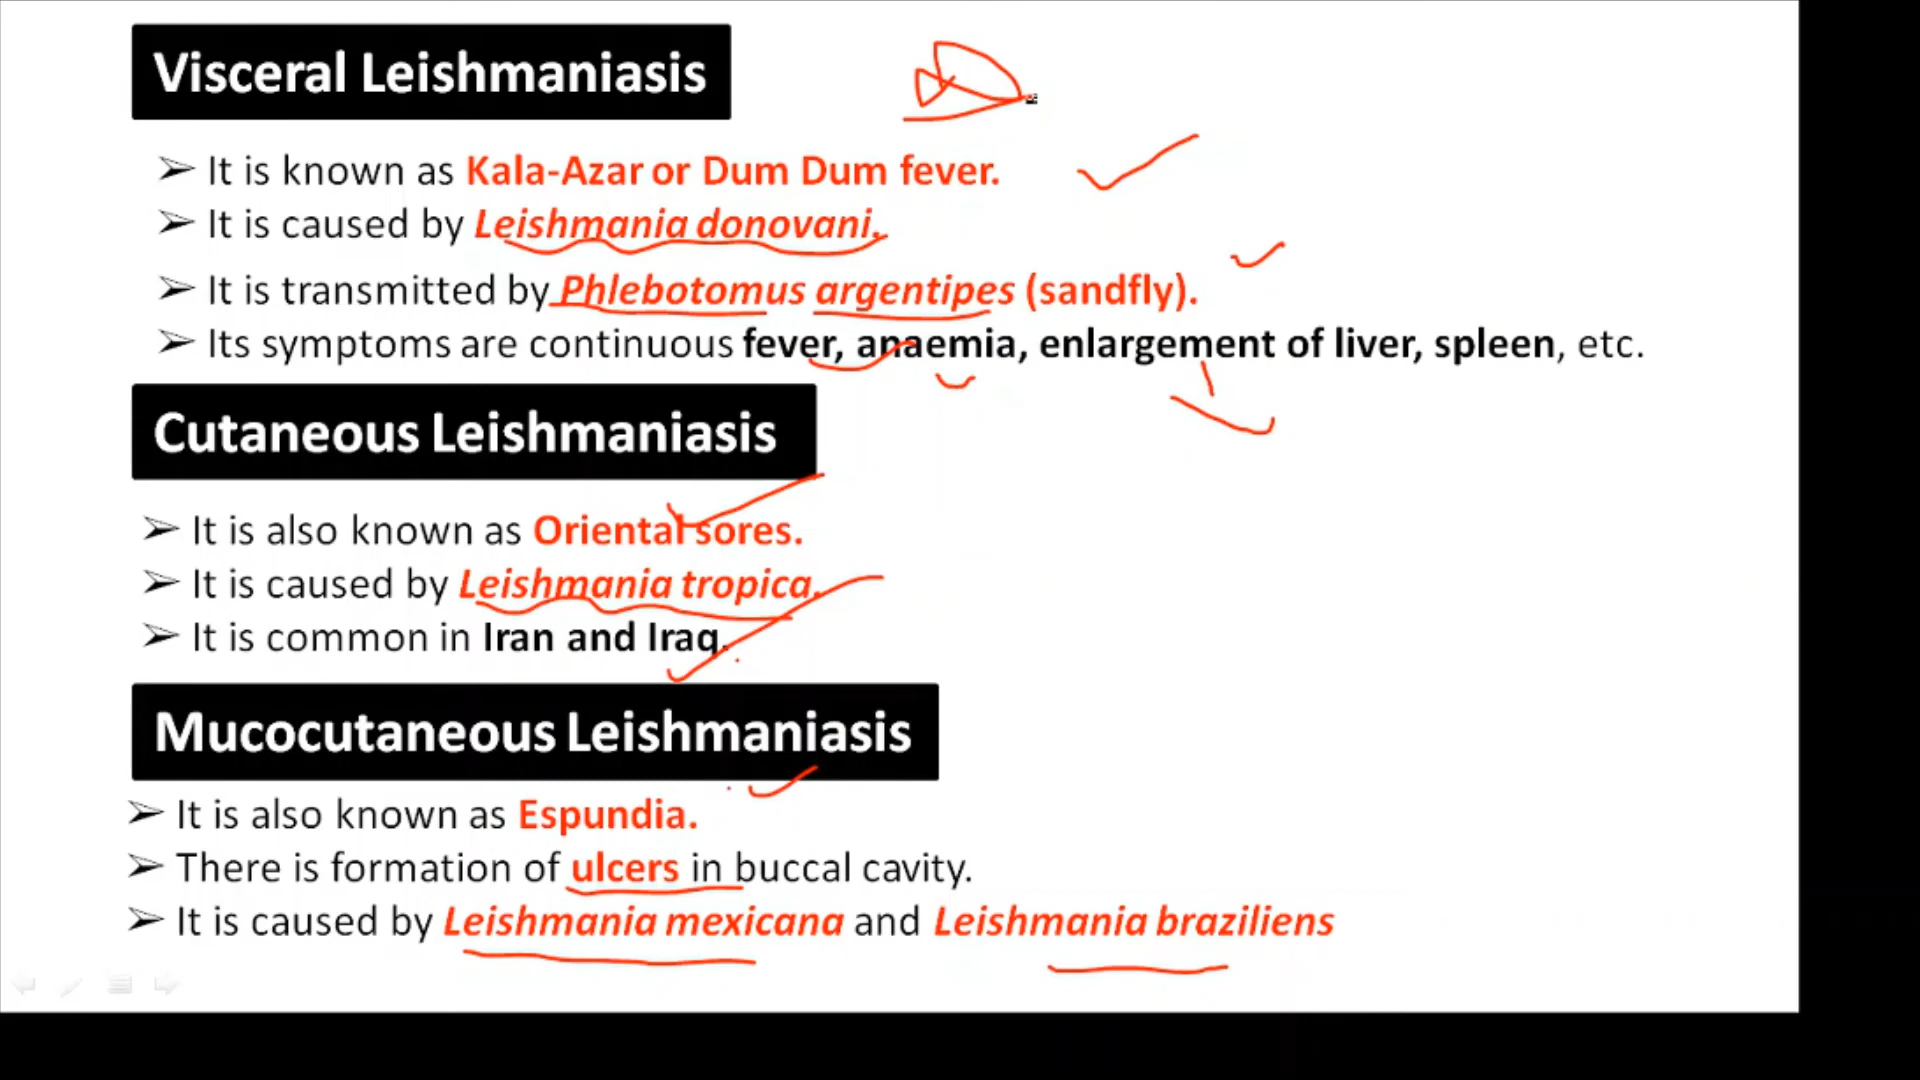 Visceral Leishmaniasis
➢ It is known as Kala-Azar or Dum Dum fever.
➢ It is caused by Leishmania donovani.
➢ It is transmitted by Phlebotomus argentipes (sandfly).
➢ Its symptoms are continuous fever, anaemia, enlargement of liver, spleen, etc.
Cutaneous Leishmaniasis
➢ It is also known as Oriental sores.
➢ It is caused by Leishmania tropica.
➢ It is common in Iran and Iraq.
Mucocutaneous Leishmaniasis
➢ It is also known as Espundia.
➢ There is formation of ulcers in buccal cavity.
➢ It is caused by Leishmania mexicana and Leishmania braziliens